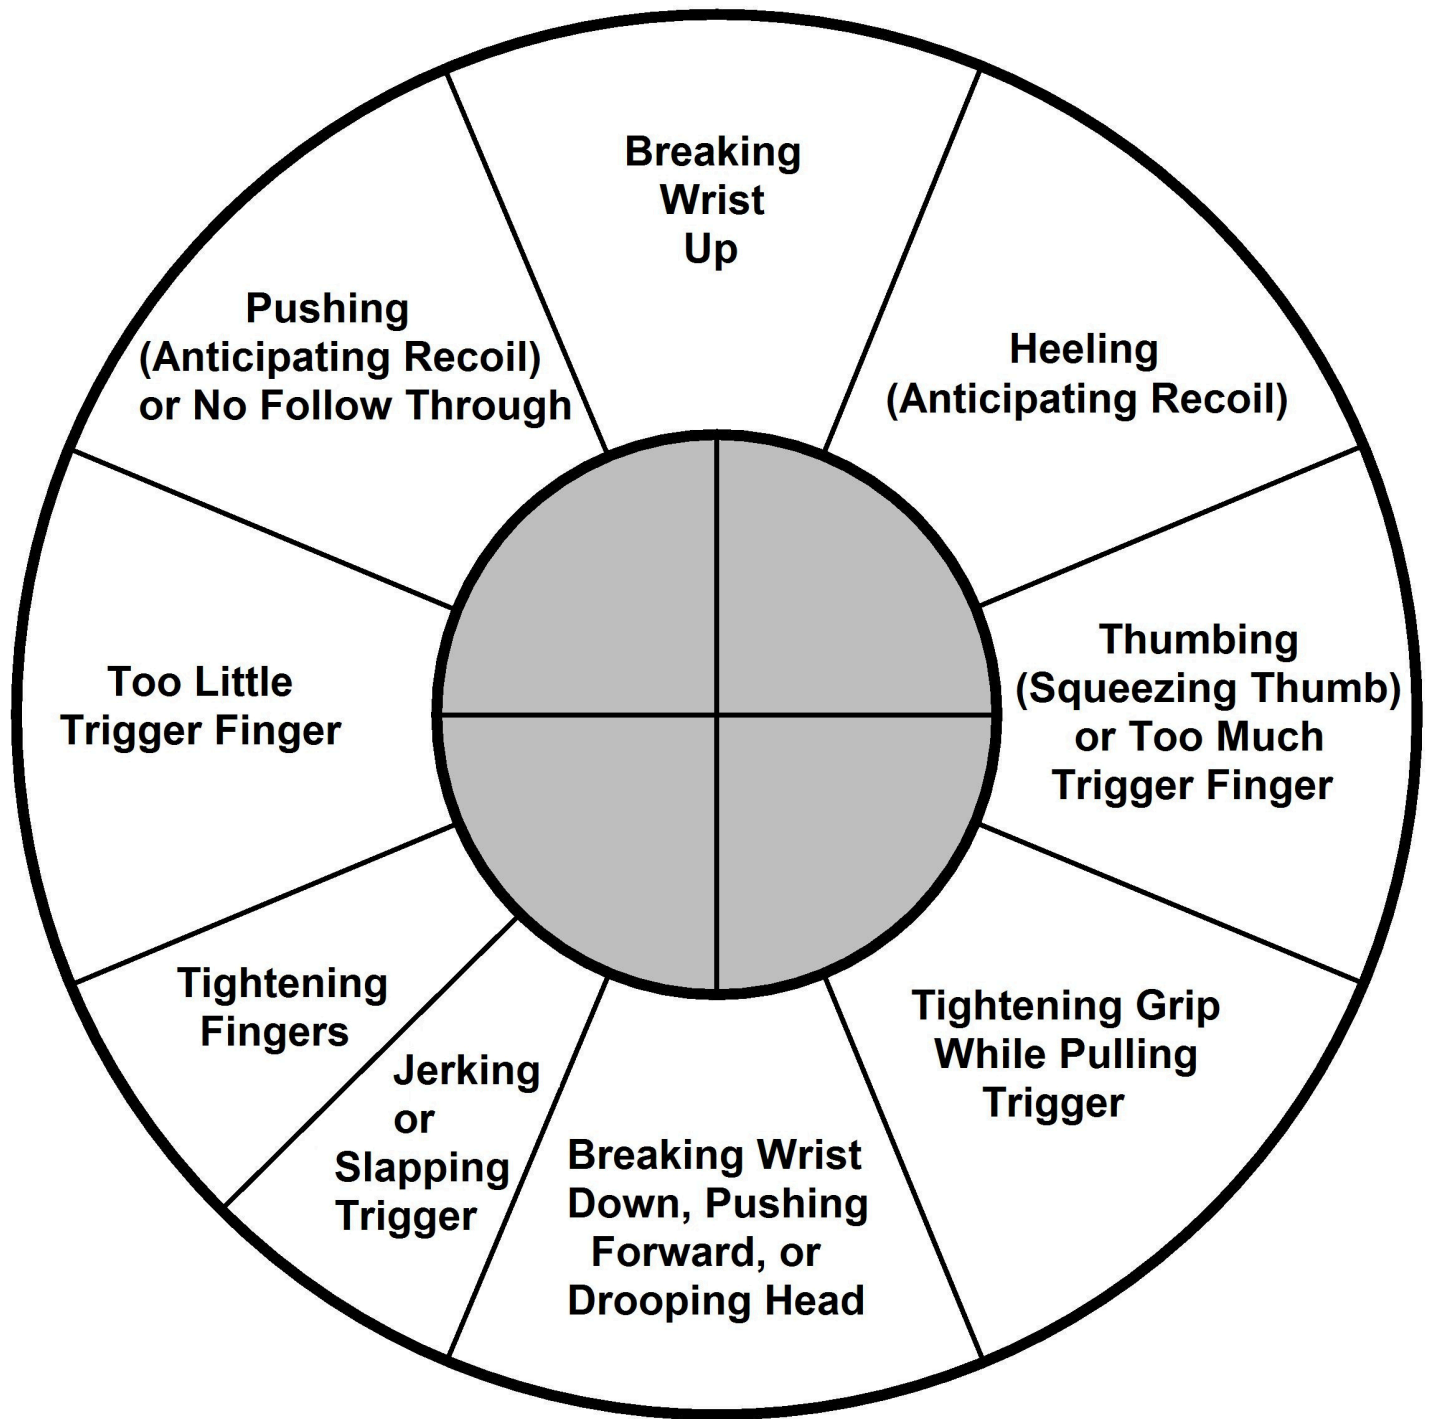 Breaking
Wrist
Up
Pushing
(Anticipating Recoil)
or No Follow Through
Heeling
(Anticipating Recoil)
Too Little
Trigger Finger
Thumbing
(Squeezing Thumb)
or Too Much
Trigger Finger
Tightening
Fingers
Jerking
or
Slapping
Trigger
Breaking Wrist
Down, Pushing
Forward, or
Drooping Head
Tightening Grip
While Pulling
Trigger